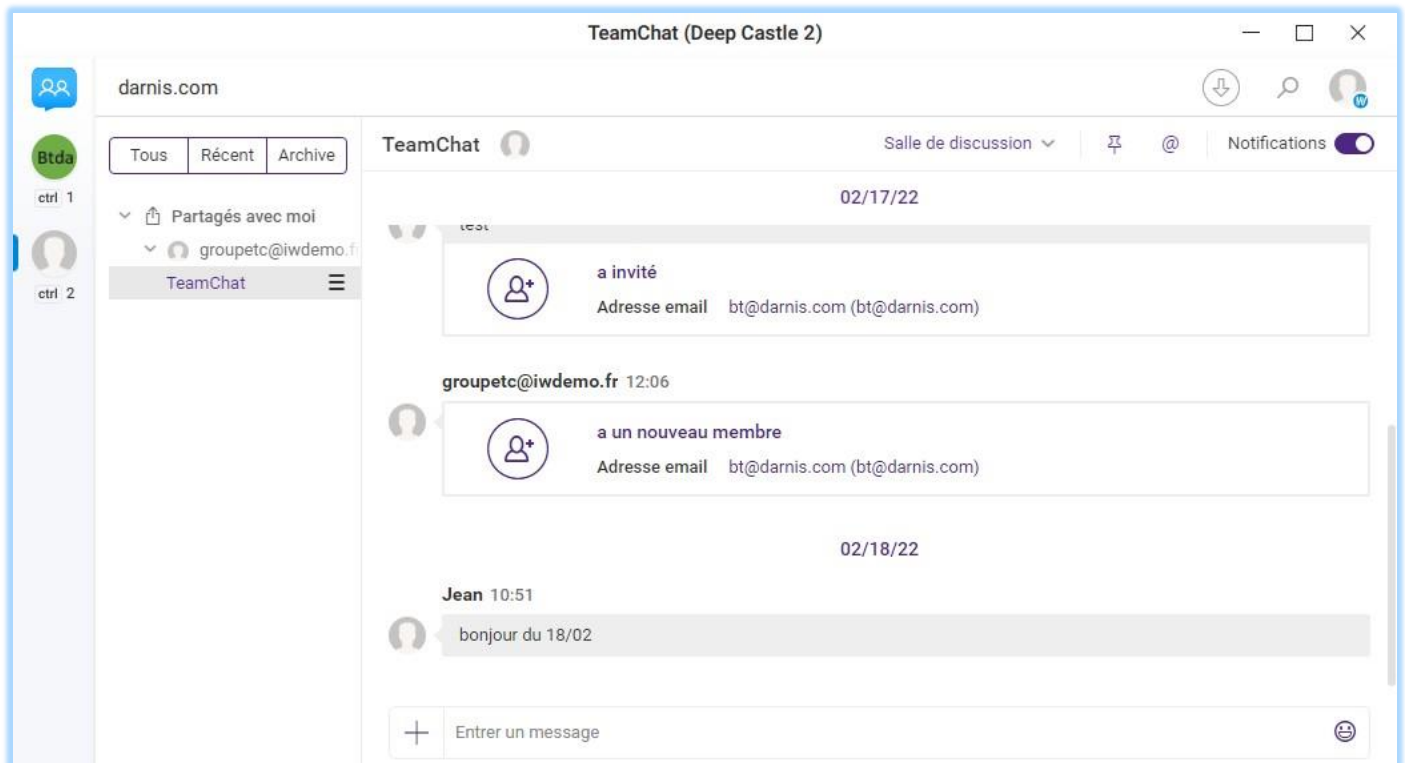 TeamChat (Deep Castle 2)
darnis.com
W
Btda
ctrl 1
ctrl 2
Tous Récent Archive
Partagés avec moi
groupetc@iwdemo.f
TeamChat
TeamChat
Salle de discussion
@
Notifications
02/17/22
test
a invité
Adresse email bt@darnis.com (bt@darnis.com)
groupetc@iwdemo.fr 12:06
a un nouveau membre
Adresse email bt@darnis.com (bt@darnis.com)
02/18/22
Jean 10:51
bonjour du 18/02
Entrer un message